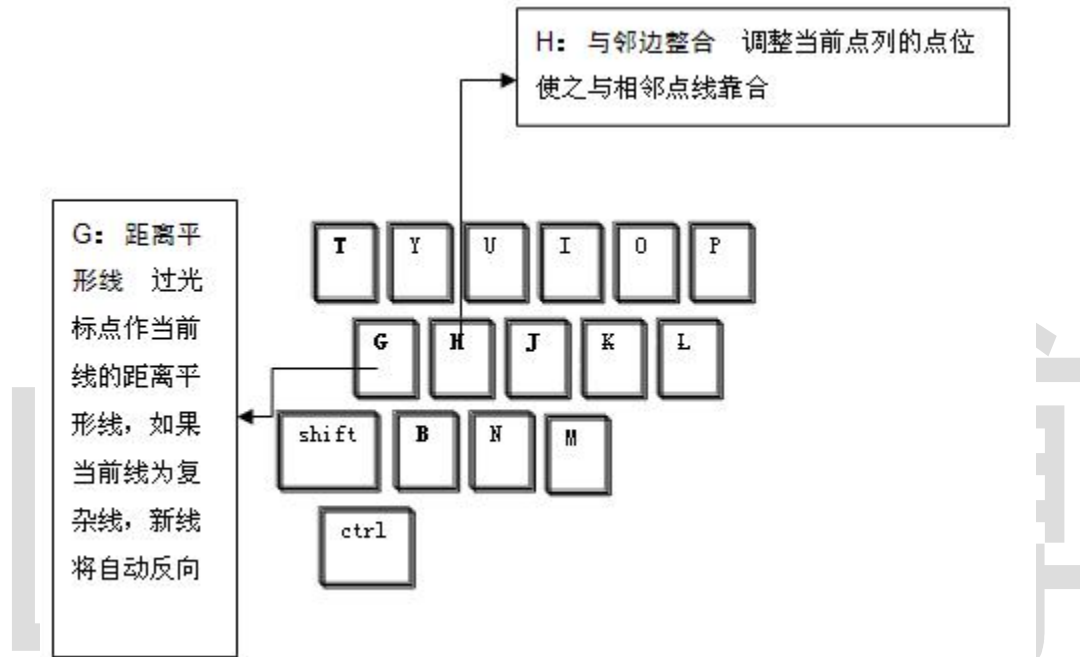 H： 与邻边整合 调整当前点列的点位
使之与相邻点线靠合
G： 距离平
形线 过光
标点作当前
线的距离平
形线，如果
当前线为复
杂线，新线
将自动反向
T Y U I O P
G H J K L
shift B N M
ctrl